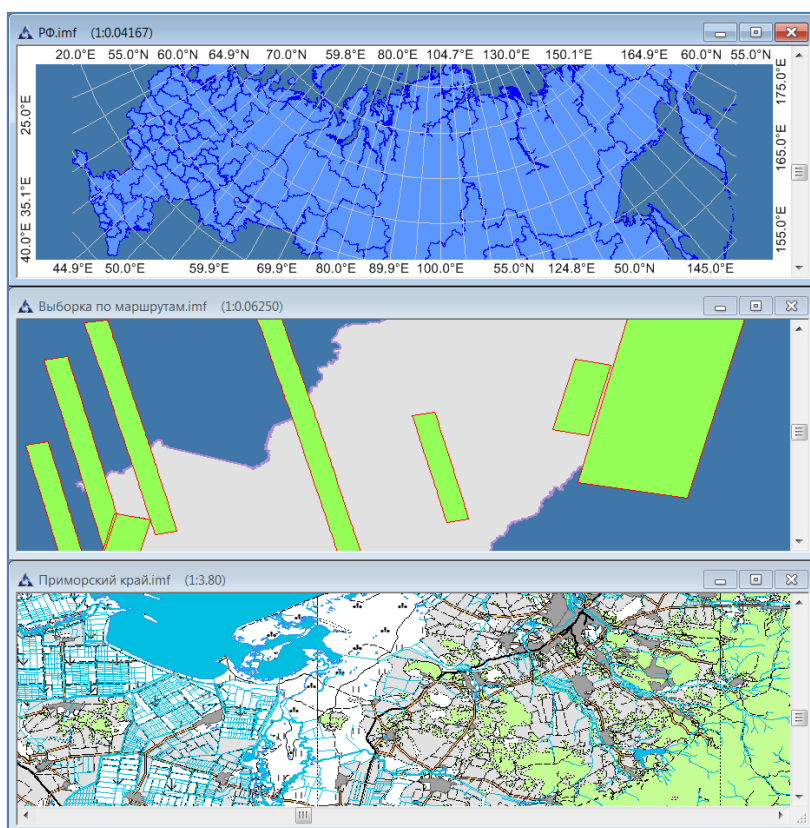 РФ.imf (1:0.04167)
20.0°E 55.0°N 60.0°E 64.9°N 70.0°N 59.8°E 80.0°E 104.7°E 130.0°E 150.1°E 164.9°E 60.0°N 55.0°N
25.0°E
35.1°E
40.0°E
175.0°E
165.0°E
155.0°E
44.9°E 50.0°E 59.9°E 69.9°E 80.0°E 89.9°E 100.0°E 55.0°N 124.8°E 50.0°N 145.0°E
Выборка по маршрутам.imf (1:0.06250)
Приморский край.imf (1:3.80)